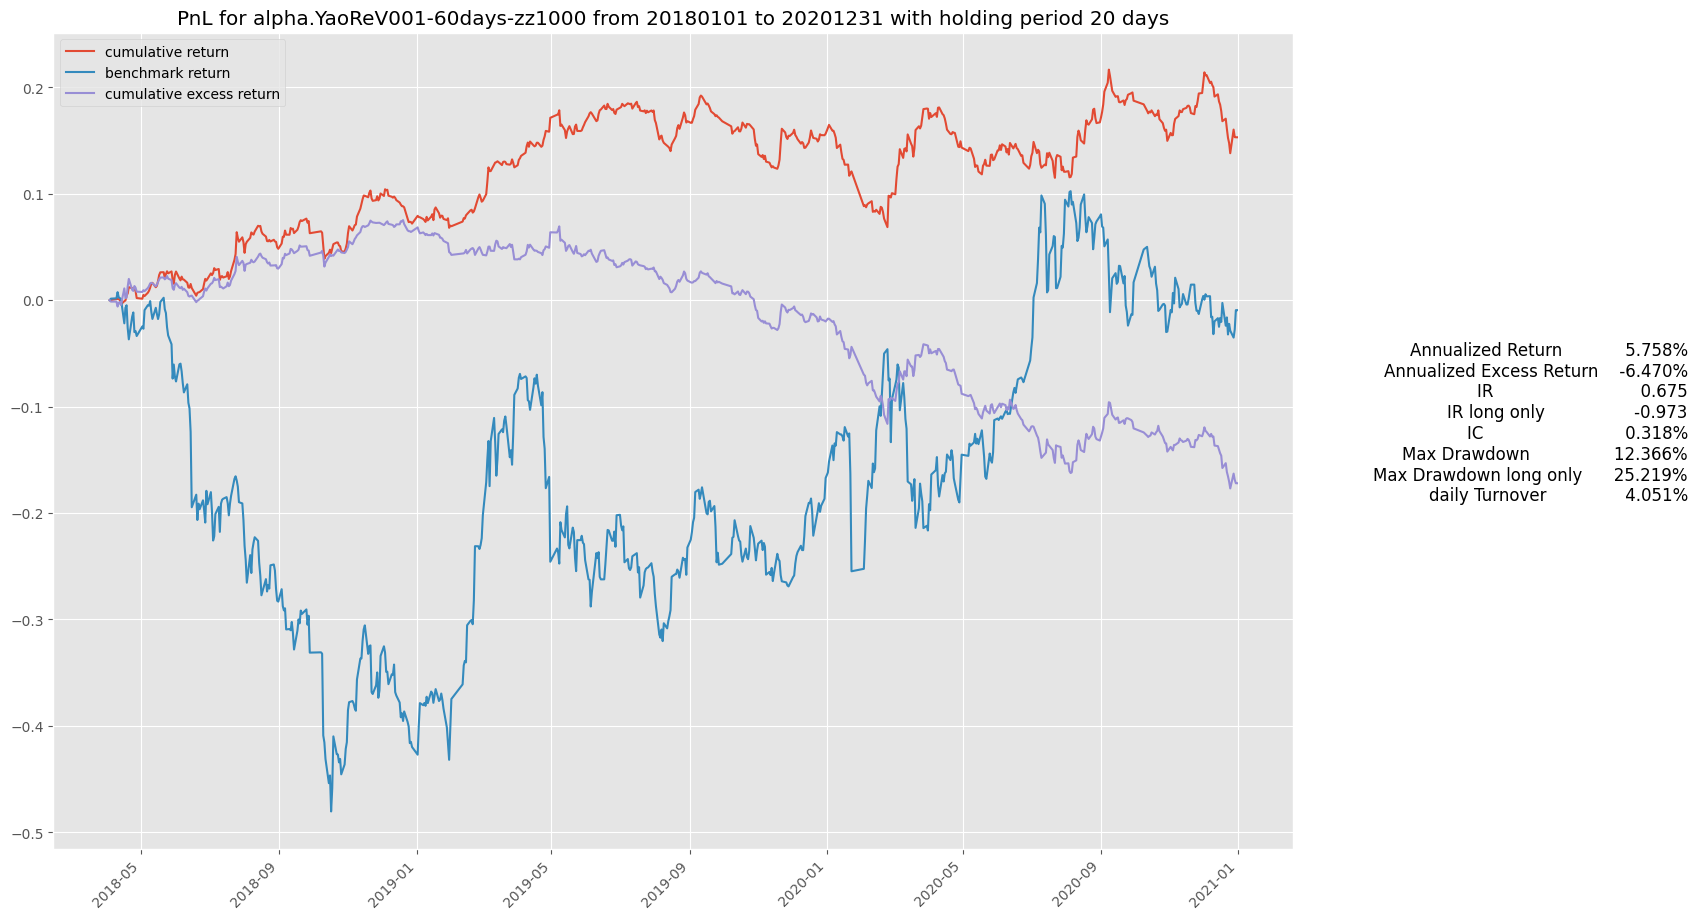 PnL for alpha.YaoReV001-60days-zz1000 from 20180101 to 20201231 with holding period 20 days
cumulative return
benchmark return
cumulative excess return
0.2
0.1
0.0
−0.1
−0.2
−0.3
−0.4
−0.5
2018-05
2018-09
2019-01
2019-05
2019-09
2020-01
2020-05
2020-09
2021-01
Annualized Return 5.758%
Annualized Excess Return -6.470%
IR 0.675
IR long only -0.973
IC 0.318%
Max Drawdown 12.366%
Max Drawdown long only 25.219%
daily Turnover 4.051%